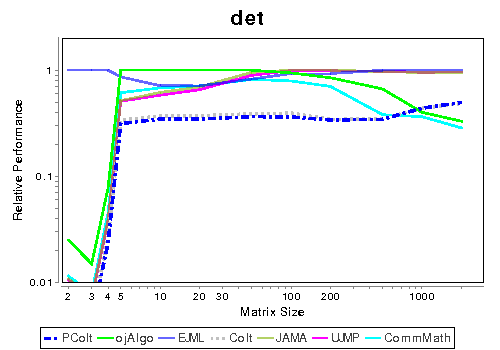 det
Relative Performance
1
0.1
0.01
2 3 4 5 10 20 30 100 200 1000
Matrix Size
PColt ojAlgo EJML Colt JAMA UJMP CommMath